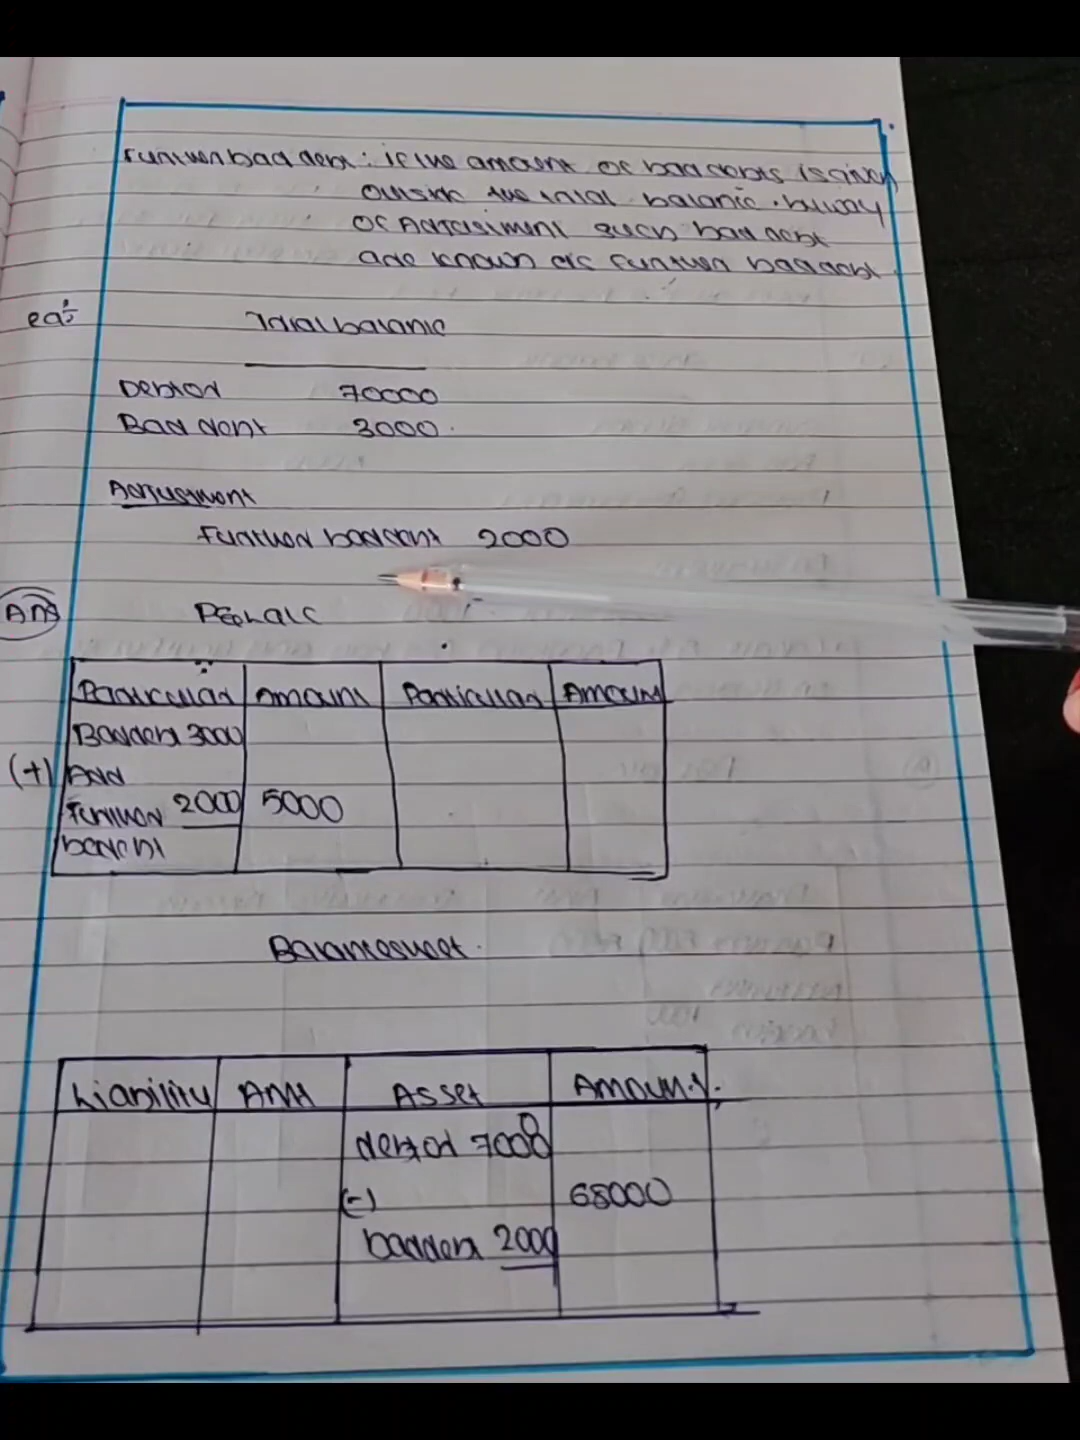 Further bad debt : if the amount of bad debts is given
outside the trial balance . by way
of Adjustment such bad debt
are known as further bad debt .
eg:-
Trial balance
Debtor 70000
Bad debt 3000.
Adjustment
Further bad debt 2000
Ans
P&L a/c
Particular Amount Particular Amount
Bad debt 3000
(+) Add
further 2000 5000
bad debt
Balance sheet.
Liability Amt Asset Amount
debtor 70000
(-) 68000
bad debt 2000